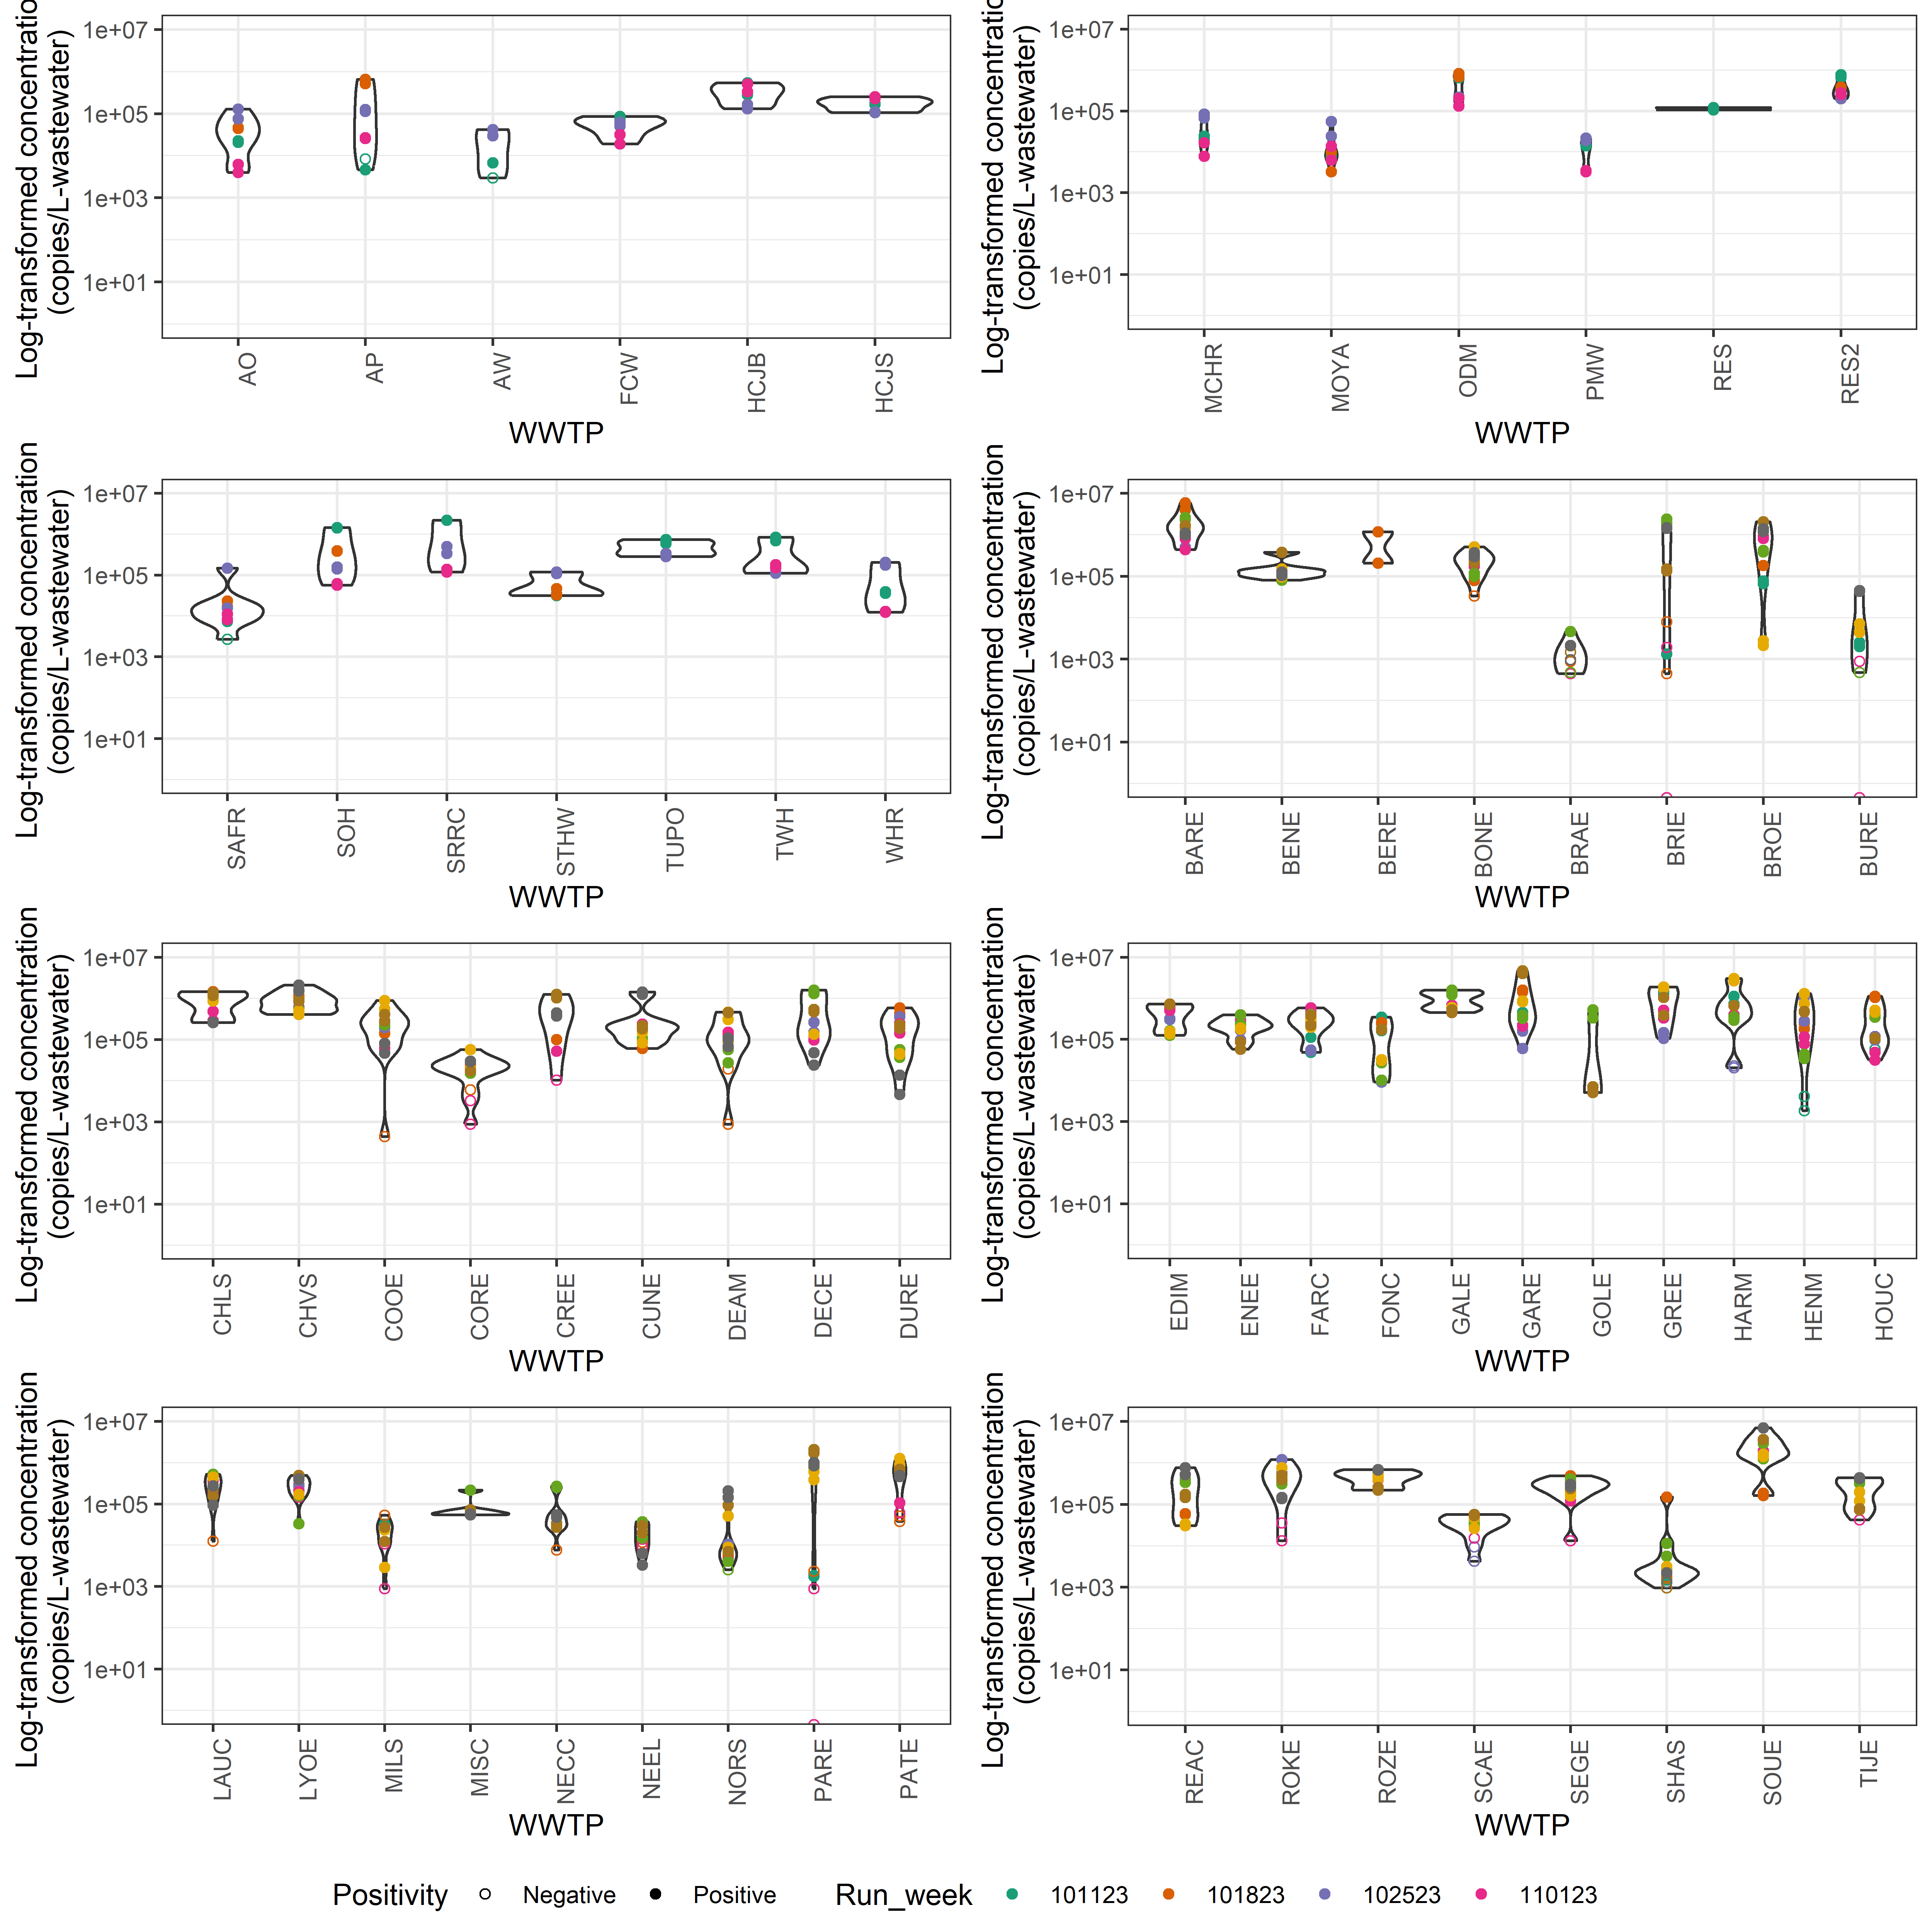 Log-transformed concentration
(copies/L-wastewater)
1e+07
1e+05
1e+03
1e+01
AO
AP
AW
FCW
HCJB
HCJS
WWTP
Log-transformed concentration
(copies/L-wastewater)
1e+07
1e+05
1e+03
1e+01
MCHR
MOYA
ODM
PMW
RES
RES2
WWTP
Log-transformed concentration
(copies/L-wastewater)
1e+07
1e+05
1e+03
1e+01
SAFR
SOH
SRRC
STHW
TUPO
TWH
WHR
WWTP
Log-transformed concentration
(copies/L-wastewater)
1e+07
1e+05
1e+03
1e+01
BARE
BENE
BERE
BONE
BRAE
BRIE
BROE
BURE
WWTP
Log-transformed concentration
(copies/L-wastewater)
1e+07
1e+05
1e+03
1e+01
CHLS
CHVS
COOE
CORE
CREE
CUNE
DEAM
DECE
DURE
WWTP
Log-transformed concentration
(copies/L-wastewater)
1e+07
1e+05
1e+03
1e+01
EDIM
ENEE
FARC
FONC
GALE
GARE
GOLE
GREE
HARM
HENM
HOUC
WWTP
Log-transformed concentration
(copies/L-wastewater)
1e+07
1e+05
1e+03
1e+01
LAUC
LYOE
MILS
MISC
NECC
NEEL
NORS
PARE
PATE
WWTP
Log-transformed concentration
(copies/L-wastewater)
1e+07
1e+05
1e+03
1e+01
REAC
ROKE
ROZE
SCAE
SEGE
SHAS
SOUE
TIJE
WWTP
Positivity Negative Positive Run_week 101123 101823 102523 110123